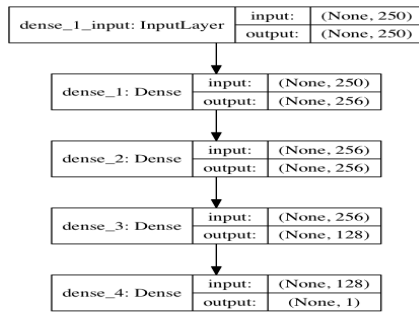 dense_1_input: InputLayer input: (None, 250)
output: (None, 250)
dense_1: Dense input: (None, 250)
output: (None, 256)
dense_2: Dense input: (None, 256)
output: (None, 256)
dense_3: Dense input: (None, 256)
output: (None, 128)
dense_4: Dense input: (None, 128)
output: (None, 1)